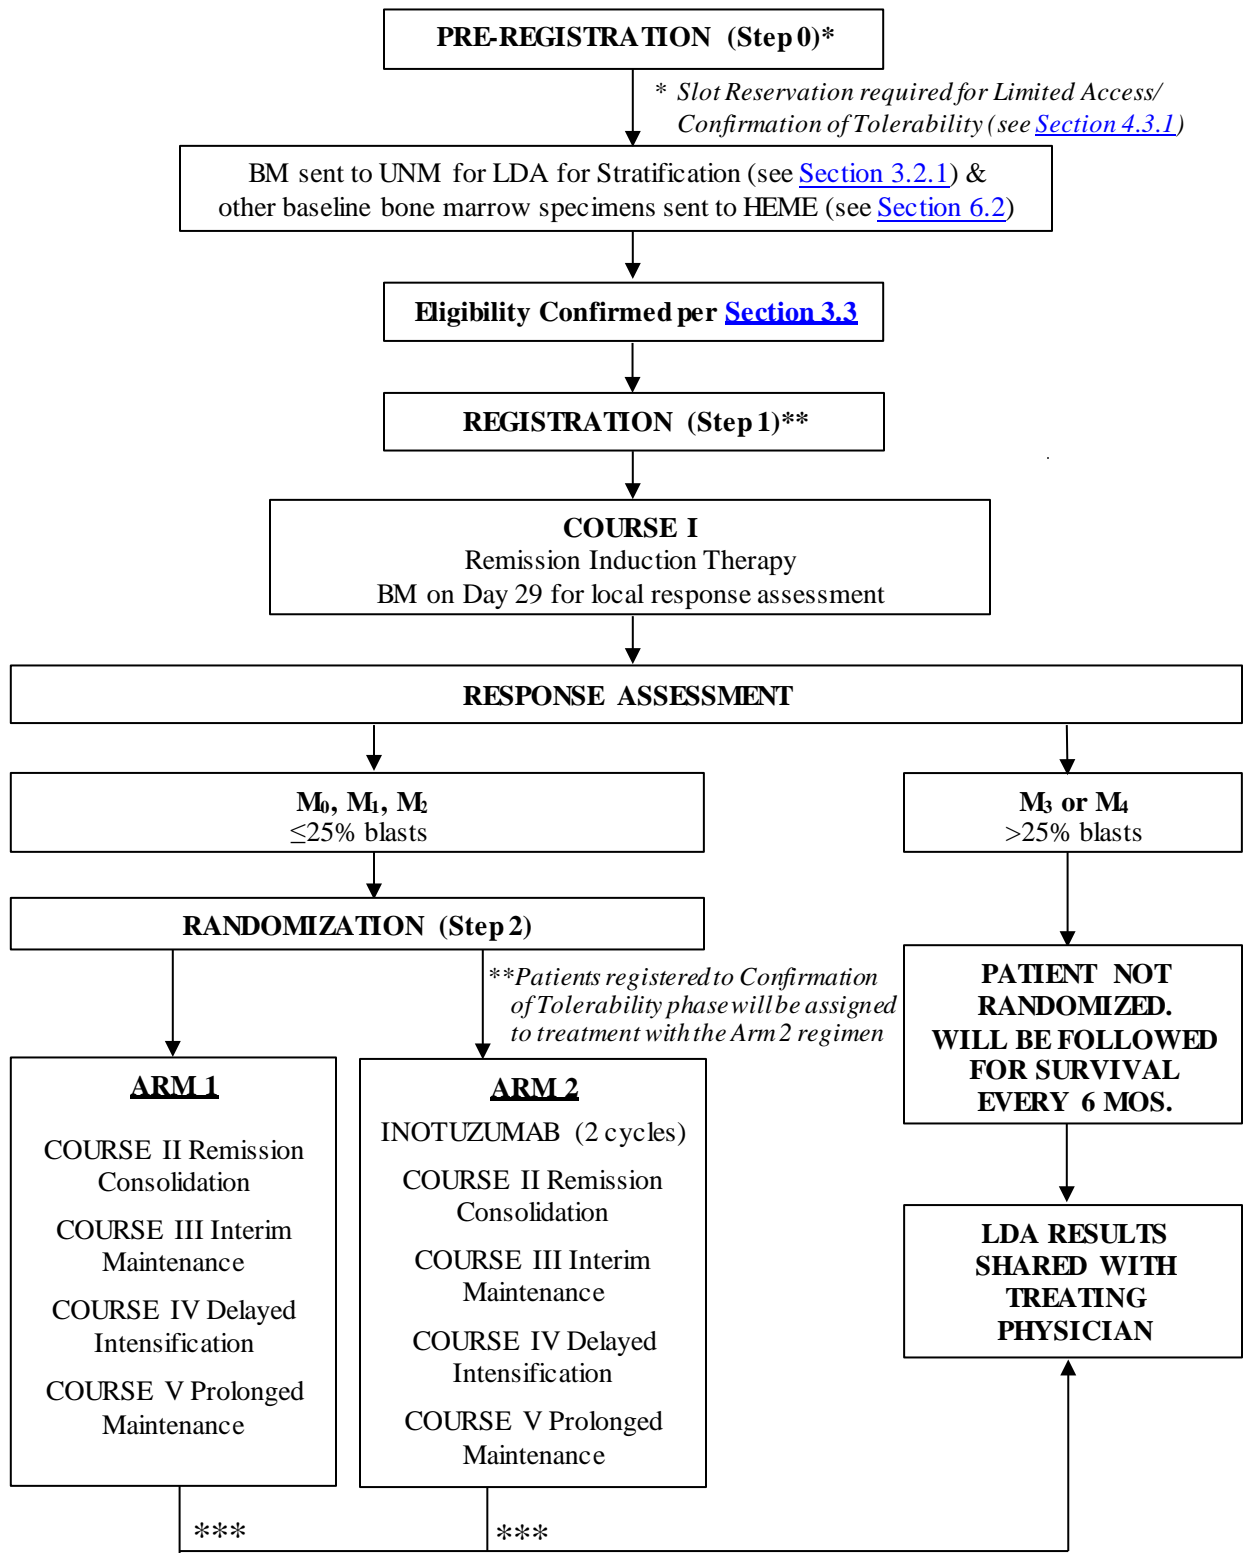 PRE-REGISTRATION (Step 0)*
* Slot Reservation required for Limited Access/
Confirmation of Tolerability (see Section 4.3.1)
BM sent to UNM for LDA for Stratification (see Section 3.2.1) &
other baseline bone marrow specimens sent to HEME (see Section 6.2)
Eligibility Confirmed per Section 3.3
REGISTRATION (Step 1)**
COURSE I
Remission Induction Therapy
BM on Day 29 for local response assessment
RESPONSE ASSESSMENT
M₀, M₁, M₂
≤25% blasts
M₃ or M₄
>25% blasts
RANDOMIZATION (Step 2)
**Patients registered to Confirmation
of Tolerability phase will be assigned
to treatment with the Arm 2 regimen
ARM 1
COURSE II Remission
Consolidation
COURSE III Interim
Maintenance
COURSE IV Delayed
Intensification
COURSE V Prolonged
Maintenance
ARM 2
INOTUZUMAB (2 cycles)
COURSE II Remission
Consolidation
COURSE III Interim
Maintenance
COURSE IV Delayed
Intensification
COURSE V Prolonged
Maintenance
PATIENT NOT
RANDOMIZED.
WILL BE FOLLOWED
FOR SURVIVAL
EVERY 6 MOS.
LDA RESULTS
SHARED WITH
TREATING
PHYSICIAN
***
***